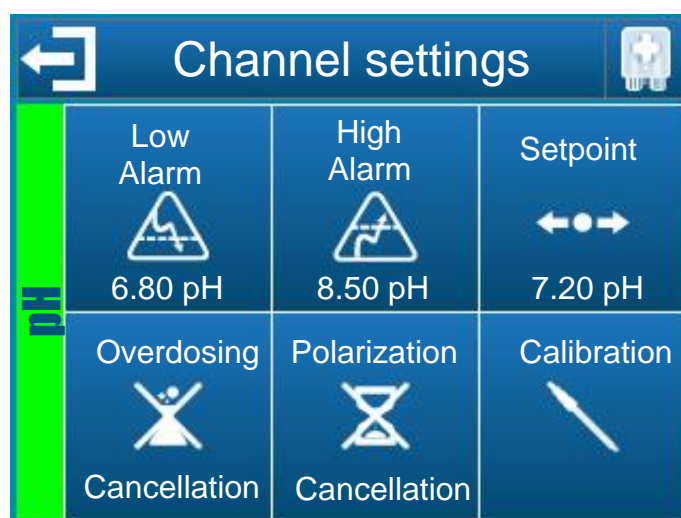 Channel settings
Low
Alarm
6.80 pH
High
Alarm
8.50 pH
Setpoint
7.20 pH
pH
Overdosing
Cancellation
Polarization
Cancellation
Calibration